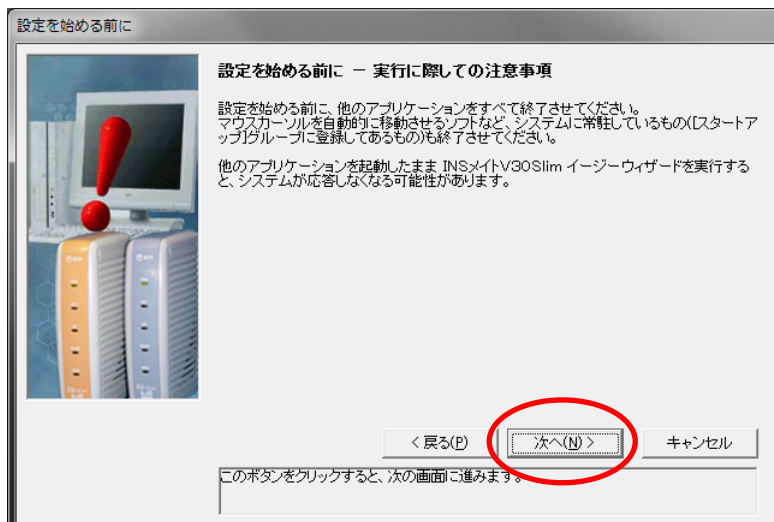 設定を始める前に
設定を始める前に － 実行に際しての注意事項
設定を始める前に、他のアプリケーションをすべて終了させてください。
マウスカーソルを自動的に移動させるソフトなど、システムに常駐しているもの([スタートア
ップ]グループに登録してあるもの)も終了させてください。
他のアプリケーションを起動したまま INSメイトV30Slim イージーウィザードを実行する
と、システムが応答しなくなる可能性があります。
< 戻る(P)
次へ(N) >
キャンセル
このボタンをクリックすると、次の画面に進みます。